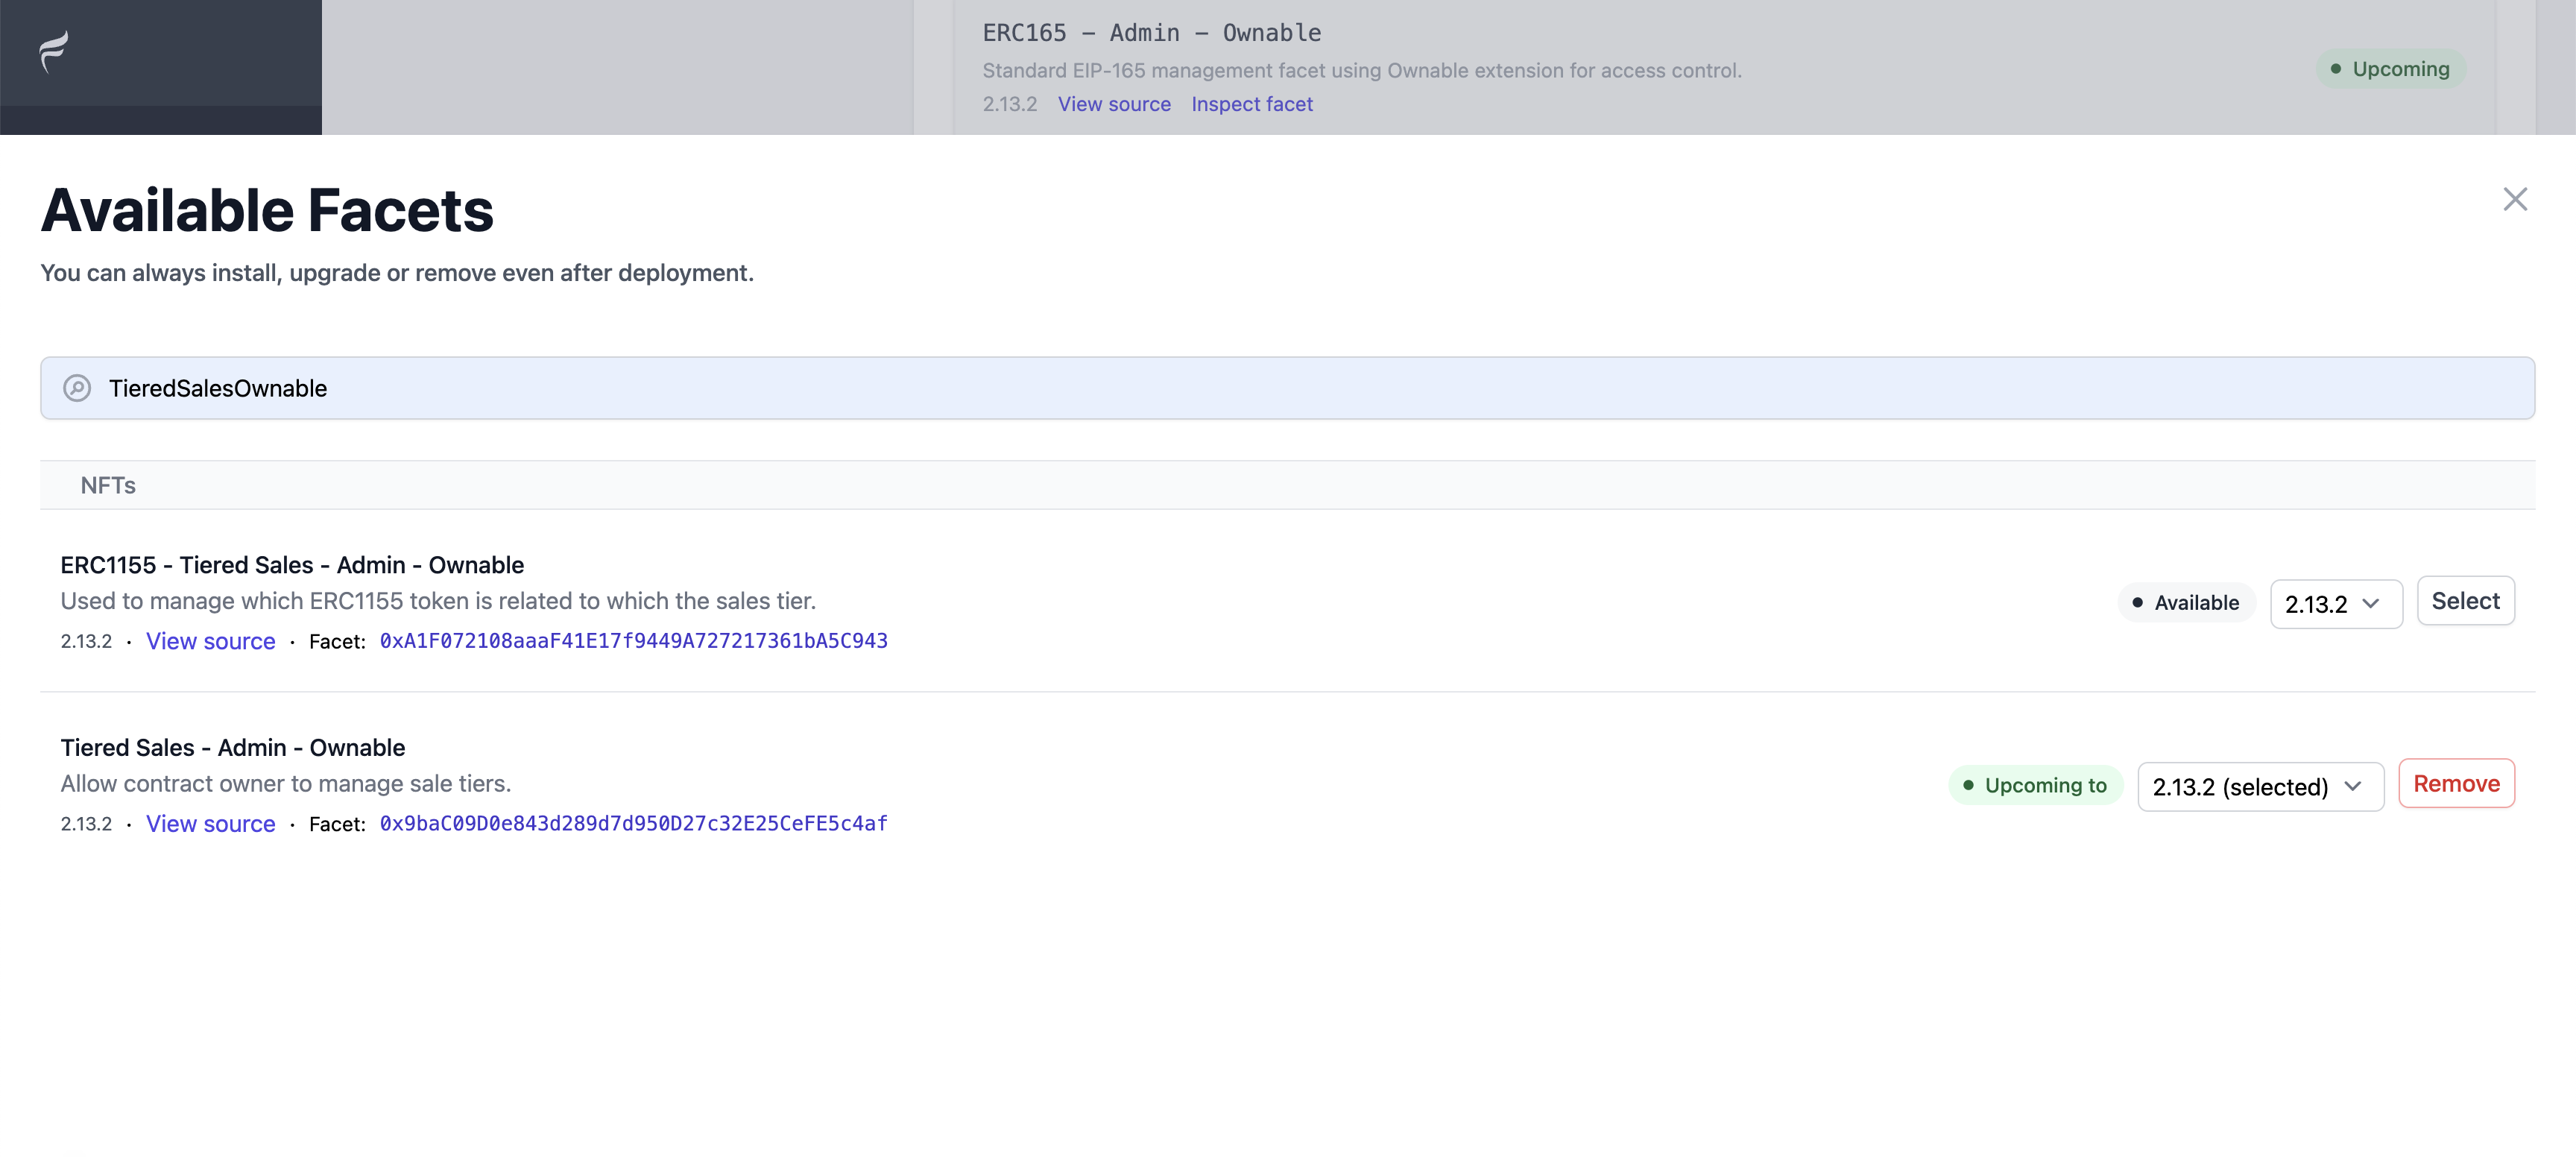 ERC165 – Admin – Ownable
Standard EIP-165 management facet using Ownable extension for access control.
2.13.2 View source Inspect facet
Upcoming
Available Facets
You can always install, upgrade or remove even after deployment.
TieredSalesOwnable
NFTs
ERC1155 - Tiered Sales - Admin - Ownable
Used to manage which ERC1155 token is related to which the sales tier.
2.13.2 · View source · Facet: 0xA1F072108aaaF41E17f9449A727217361bA5C943
Available 2.13.2 Select
Tiered Sales - Admin - Ownable
Allow contract owner to manage sale tiers.
2.13.2 · View source · Facet: 0x9baC09D0e843d289d7d950D27c32E25CeFE5c4af
Upcoming to 2.13.2 (selected) Remove